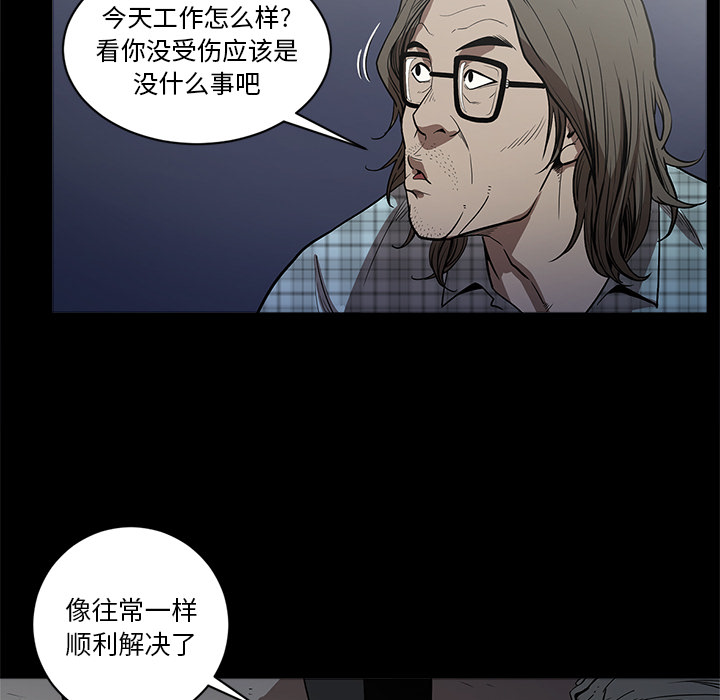 今天工作怎么样?
看你没受伤应该是
没什么事吧
像往常一样
顺利解决了